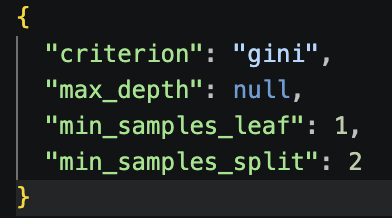 {
"criterion": "gini",
"max_depth": null,
"min_samples_leaf": 1,
"min_samples_split": 2
}